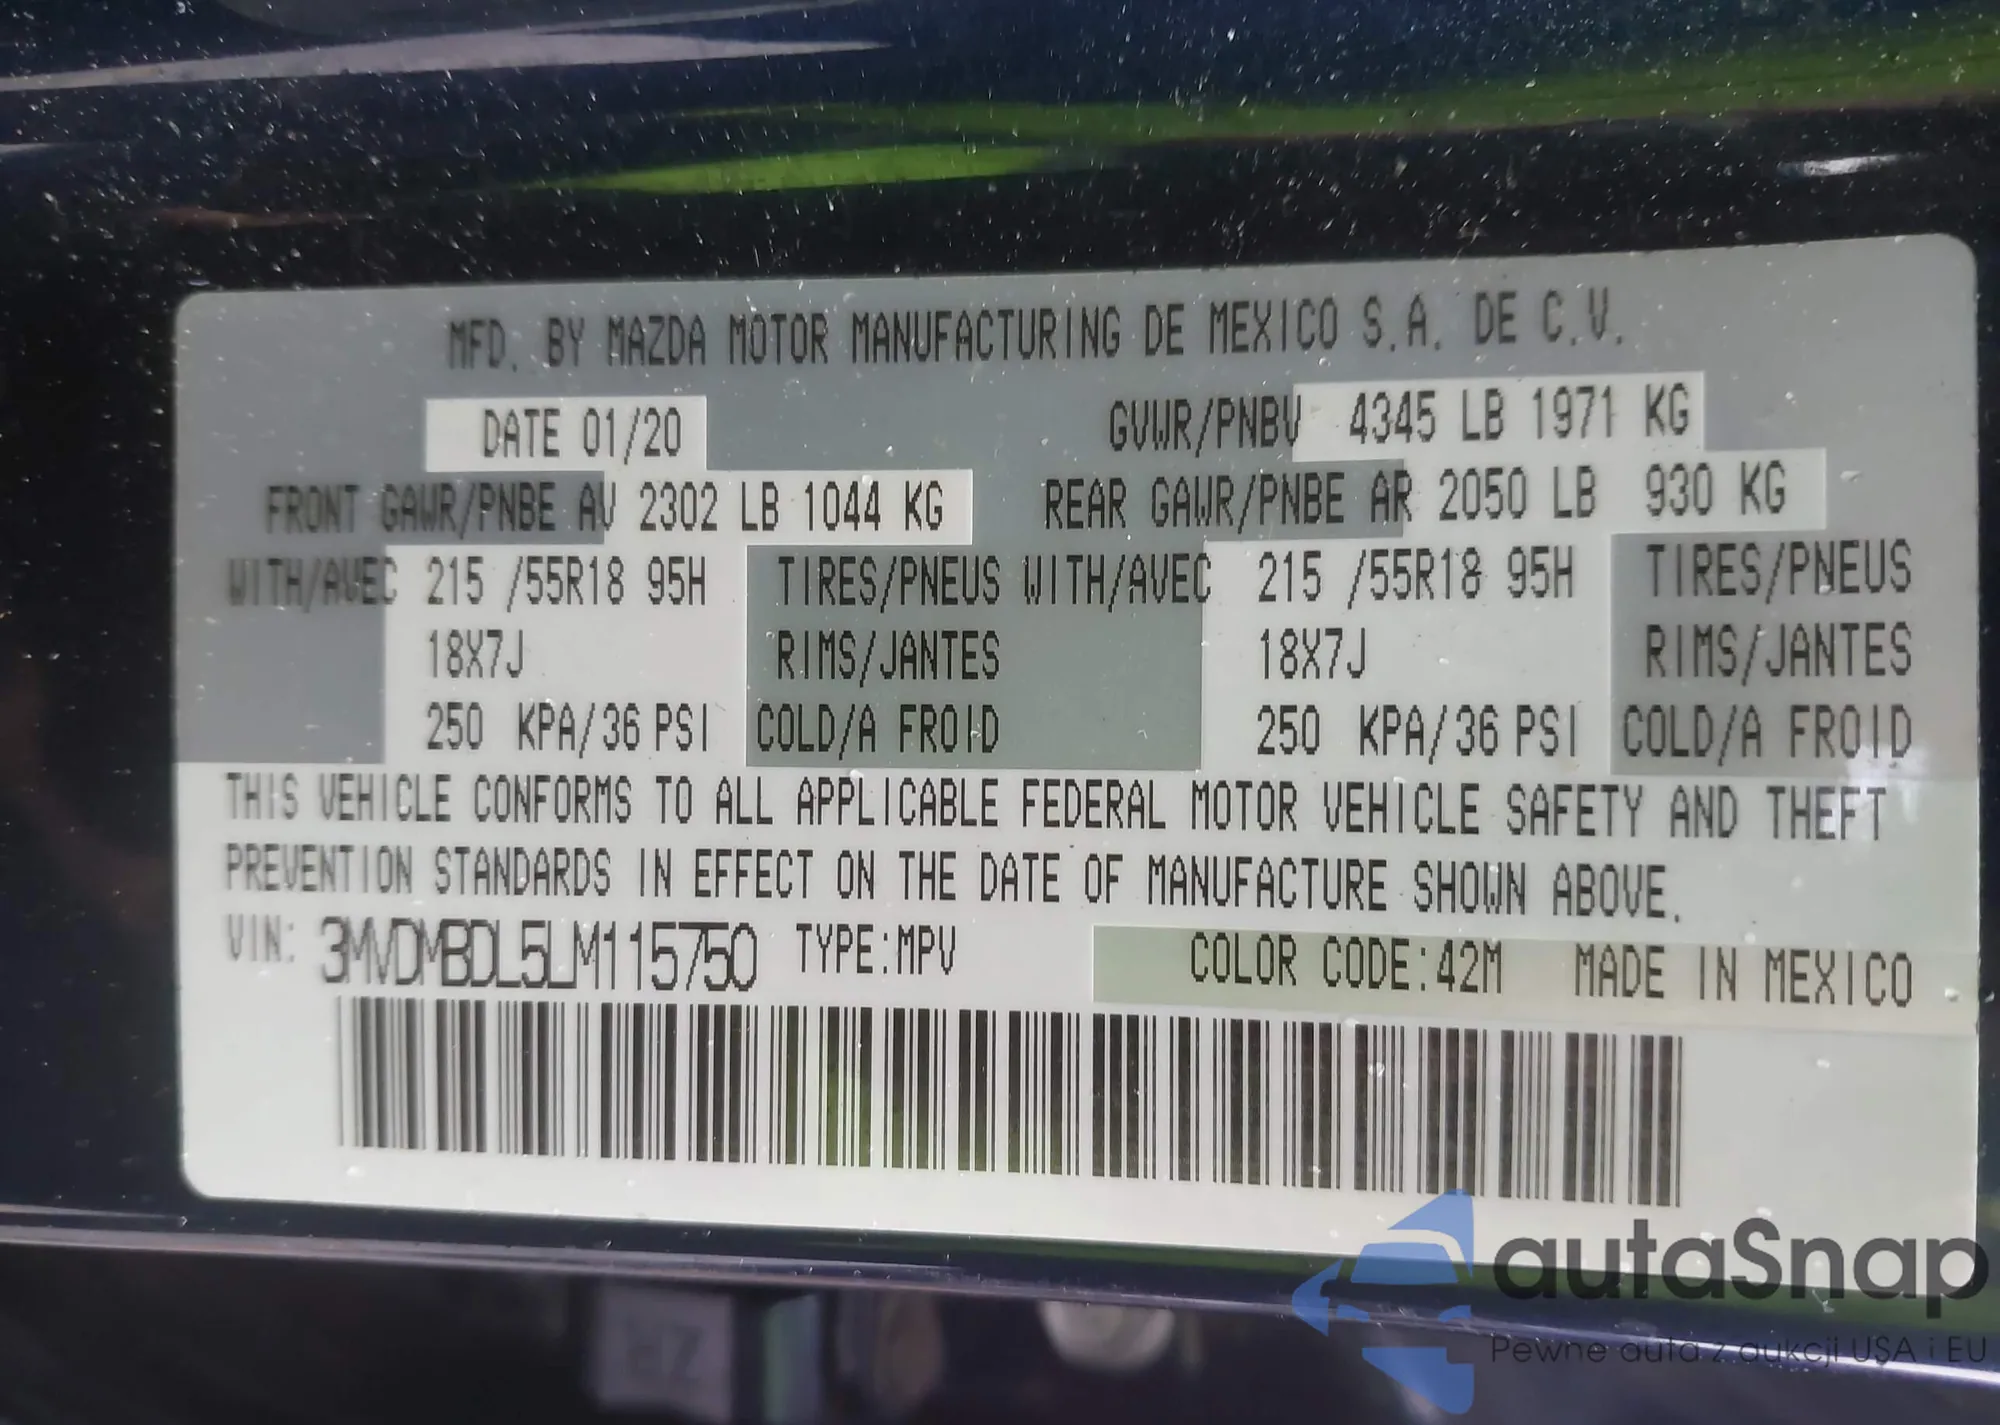 MFD. BY MAZDA MOTOR MANUFACTURING DE MEXICO S.A. DE C.V.
DATE 01/20 GVWR/PNBV 4345 LB 1971 KG
FRONT GAWR/PNBE AV 2302 LB 1044 KG REAR GAWR/PNBE AR 2050 LB 930 KG
WITH/AVEC 215 /55R18 95H TIRES/PNEUS WITH/AVEC 215 /55R18 95H TIRES/PNEUS
18X7J RIMS/JANTES 18X7J RIMS/JANTES
250 KPA/36 PSI COLD/A FROID 250 KPA/36 PSI COLD/A FROID
THIS VEHICLE CONFORMS TO ALL APPLICABLE FEDERAL MOTOR VEHICLE SAFETY AND THEFT
PREVENTION STANDARDS IN EFFECT ON THE DATE OF MANUFACTURE SHOWN ABOVE.
VIN: 3MVDMBDL5LM115750 TYPE:MPV COLOR CODE:42M MADE IN MEXICO
autaSnap
Pewne auta z aukcji USA i EU